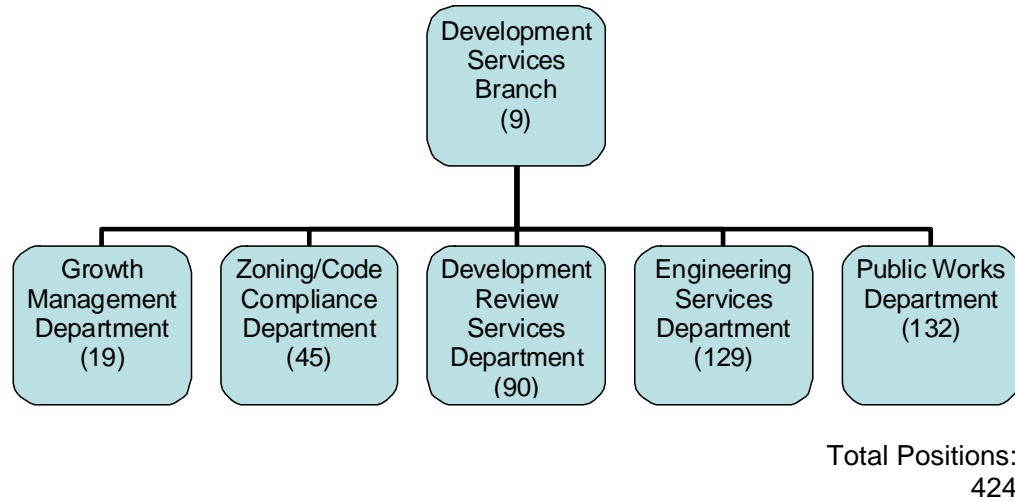 Development
Services
Branch
(9)
Growth
Management
Department
(19)
Zoning/Code
Compliance
Department
(45)
Development
Review
Services
Department
(90)
Engineering
Services
Department
(129)
Public Works
Department
(132)
Total Positions:
424